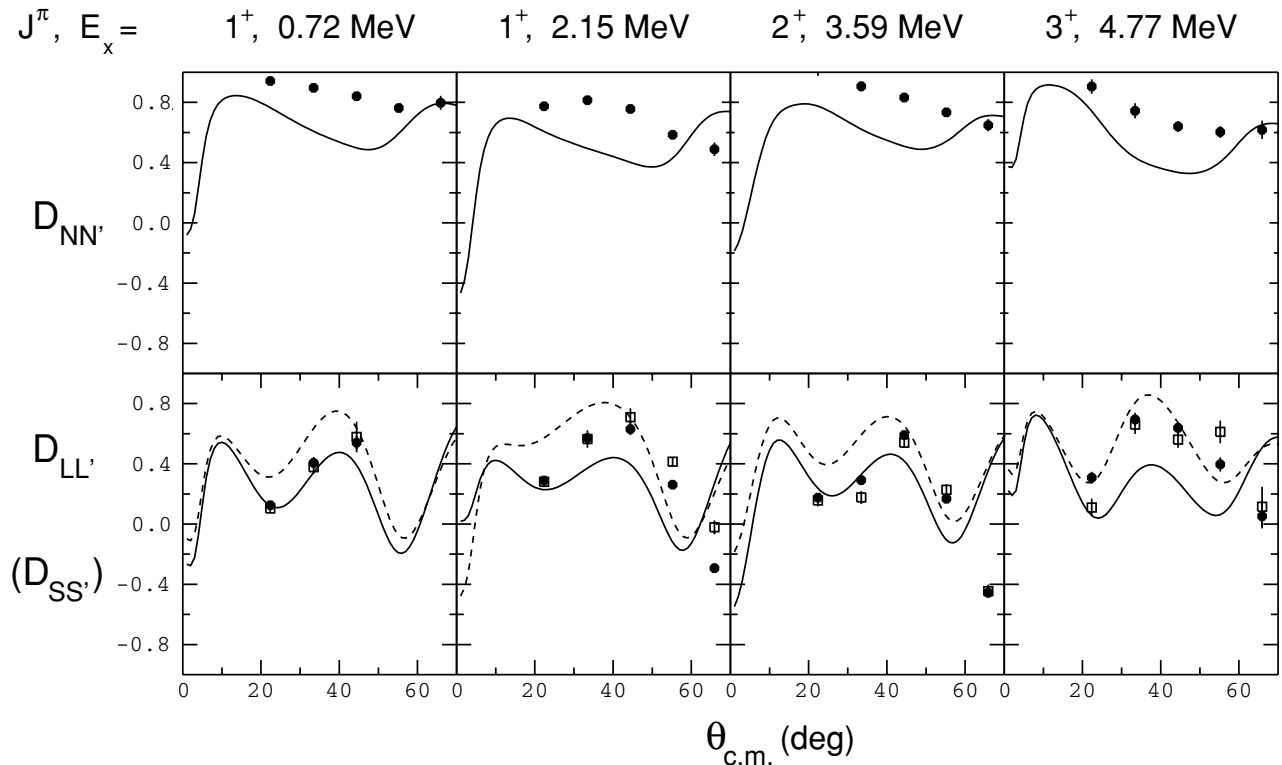 J^π, E_x = 1^+, 0.72 MeV 1^+, 2.15 MeV 2^+, 3.59 MeV 3^+, 4.77 MeV
0.8
0.4
D_NN' 0.0
-0.4
-0.8
0.8
D_LL' 0.4
0.0
(D_SS') -0.4
-0.8
0 20 40 60 0 20 40 60 0 20 40 60 0 20 40 60
θ_c.m. (deg)